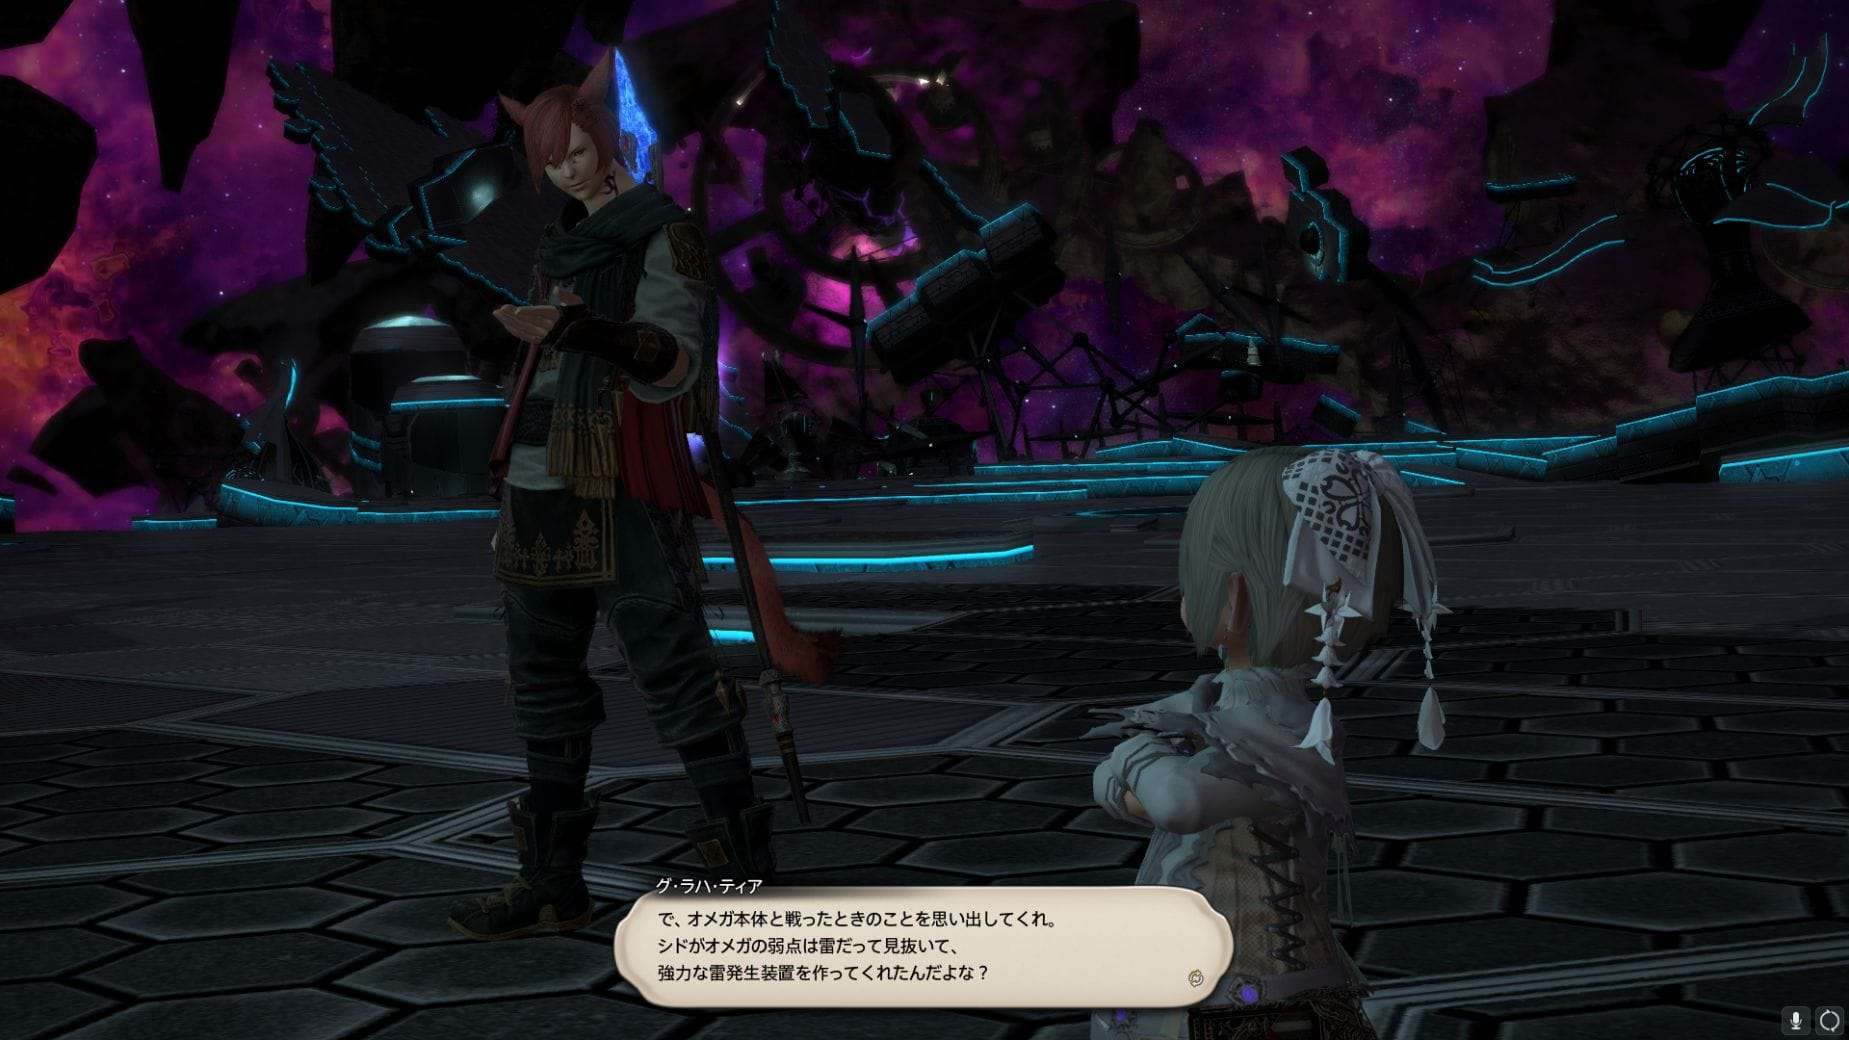 グ・ラハ・ティア
で、オメガ本体と戦ったときのことを思い出してくれ。
シドがオメガの弱点は雷だって見抜いて、
強力な雷発生装置を作ってくれたんだよな？